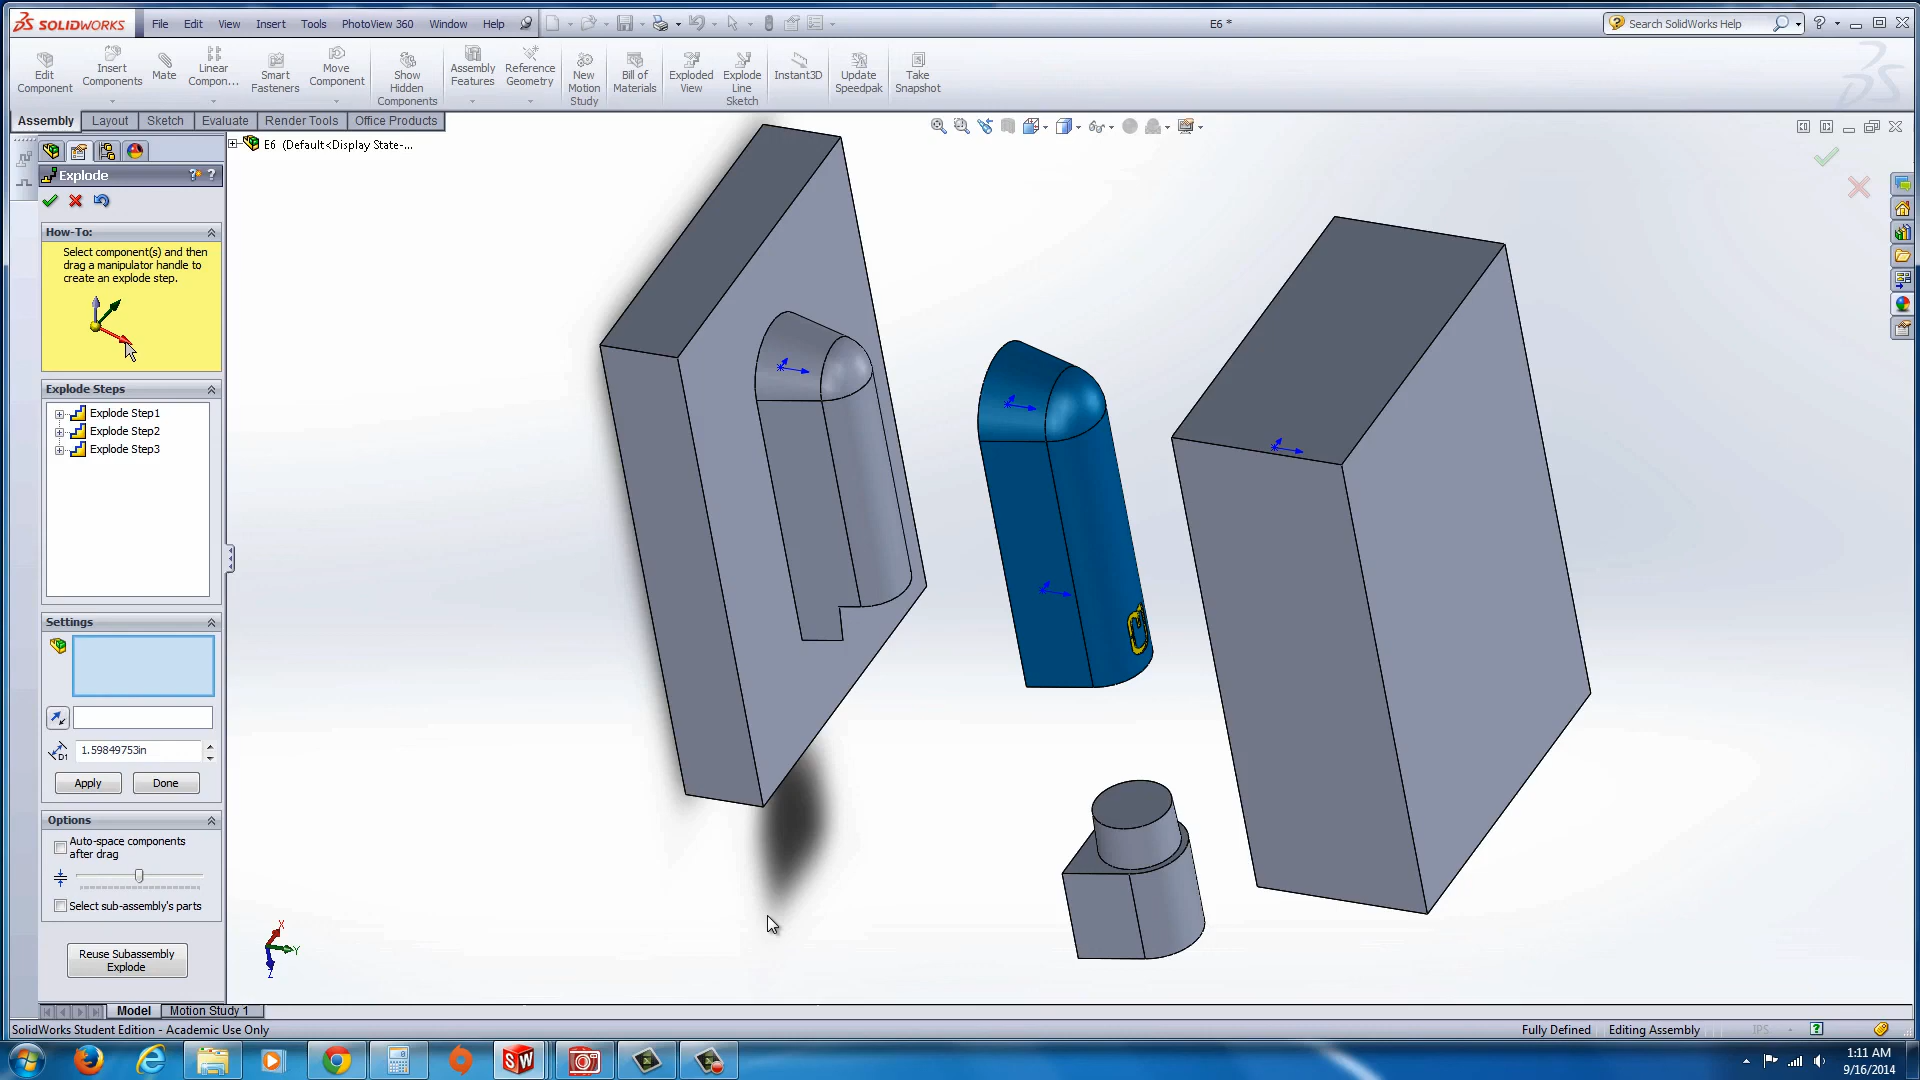 SOLIDWORKS File Edit View Insert Tools PhotoView 360 Window Help E6 * Search SolidWorks Help
Edit Component
Insert Components
Mate
Linear Compon...
Smart Fasteners
Move Component
Show Hidden Components
Assembly Features
Reference Geometry
New Motion Study
Bill of Materials
Exploded View
Explode Line Sketch
Instant3D
Update Speedpak
Take Snapshot
Assembly Layout Sketch Evaluate Render Tools Office Products
E6 (Default<Display State-...
Explode
How-To:
Select component(s) and then
drag a manipulator handle to
create an explode step.
Explode Steps
Explode Step1
Explode Step2
Explode Step3
Settings
D1
1.59849753in
Apply Done
Options
Auto-space components
after drag
Select sub-assembly's parts
Reuse Subassembly
Explode
X
Y
Z
Model Motion Study 1
SolidWorks Student Edition - Academic Use Only Fully Defined Editing Assembly IPS
SW
1:11 AM
9/16/2014